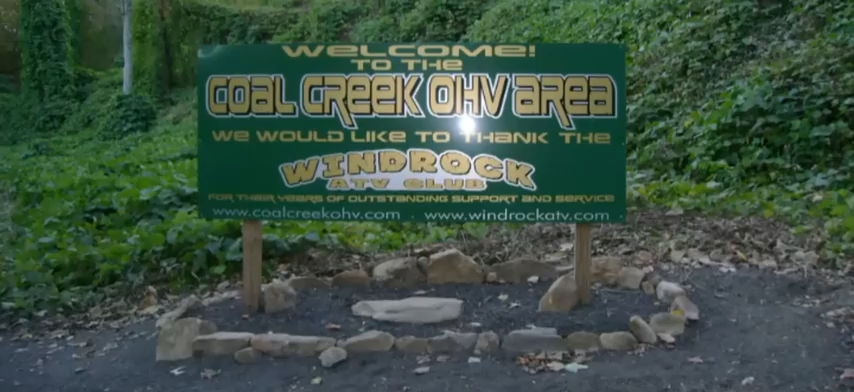 WELCOME!
TO THE
COAL CREEK OHV AREA
WE WOULD LIKE TO THANK THE
WINDROCK
ATV CLUB
FOR THEIR YEARS OF OUTSTANDING SUPPORT AND SERVICE
www.coalcreekohv.com . www.windrockatv.com